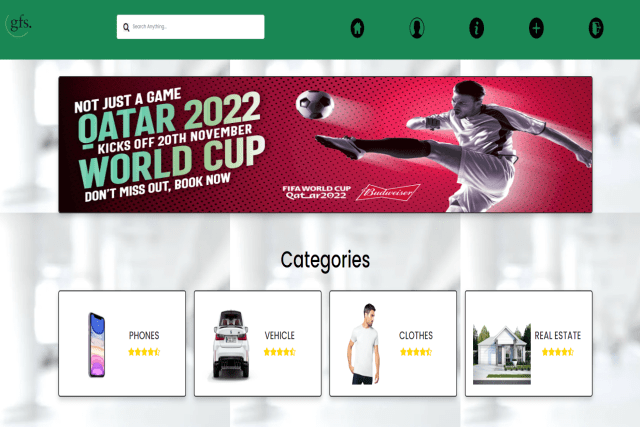 gfs.
Search Anything...
NOT JUST A GAME
QATAR 2022
KICKS OFF 20TH NOVEMBER
WORLD CUP
DON'T MISS OUT, BOOK NOW
FIFA WORLD CUP
Qatar2022
Budweiser
Categories
PHONES
VEHICLE
CLOTHES
REAL ESTATE